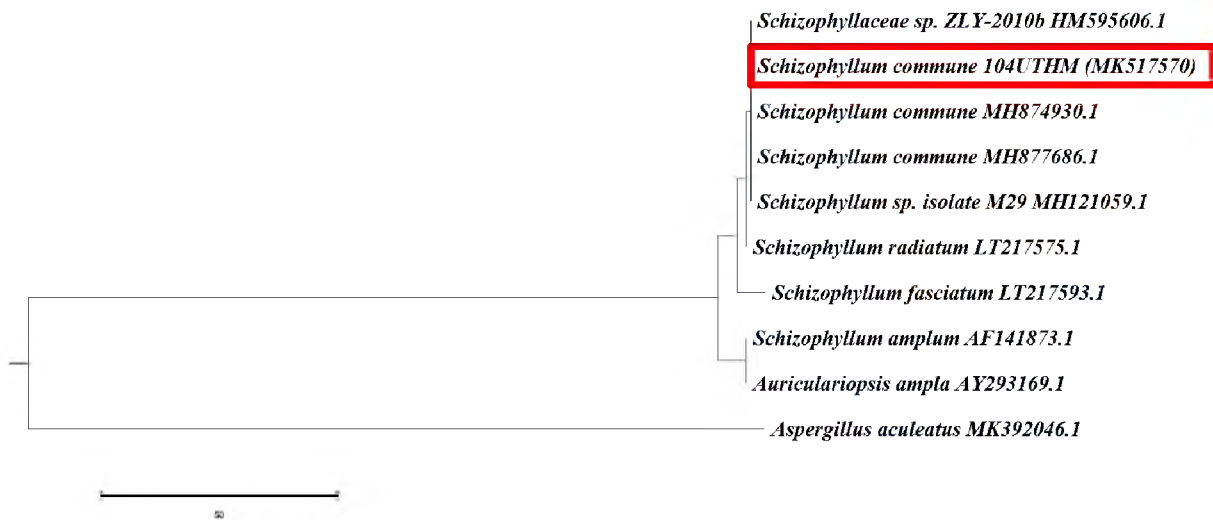 Schizophyllaceae sp. ZLY-2010b HM595606.1
Schizophyllum commune 104UTHM (MK517570)
Schizophyllum commune MH874930.1
Schizophyllum commune MH877686.1
Schizophyllum sp. isolate M29 MH121059.1
Schizophyllum radiatum LT217575.1
Schizophyllum fasciatum LT217593.1
Schizophyllum amplum AF141873.1
Auriculariopsis ampla AY293169.1
Aspergillus aculeatus MK392046.1